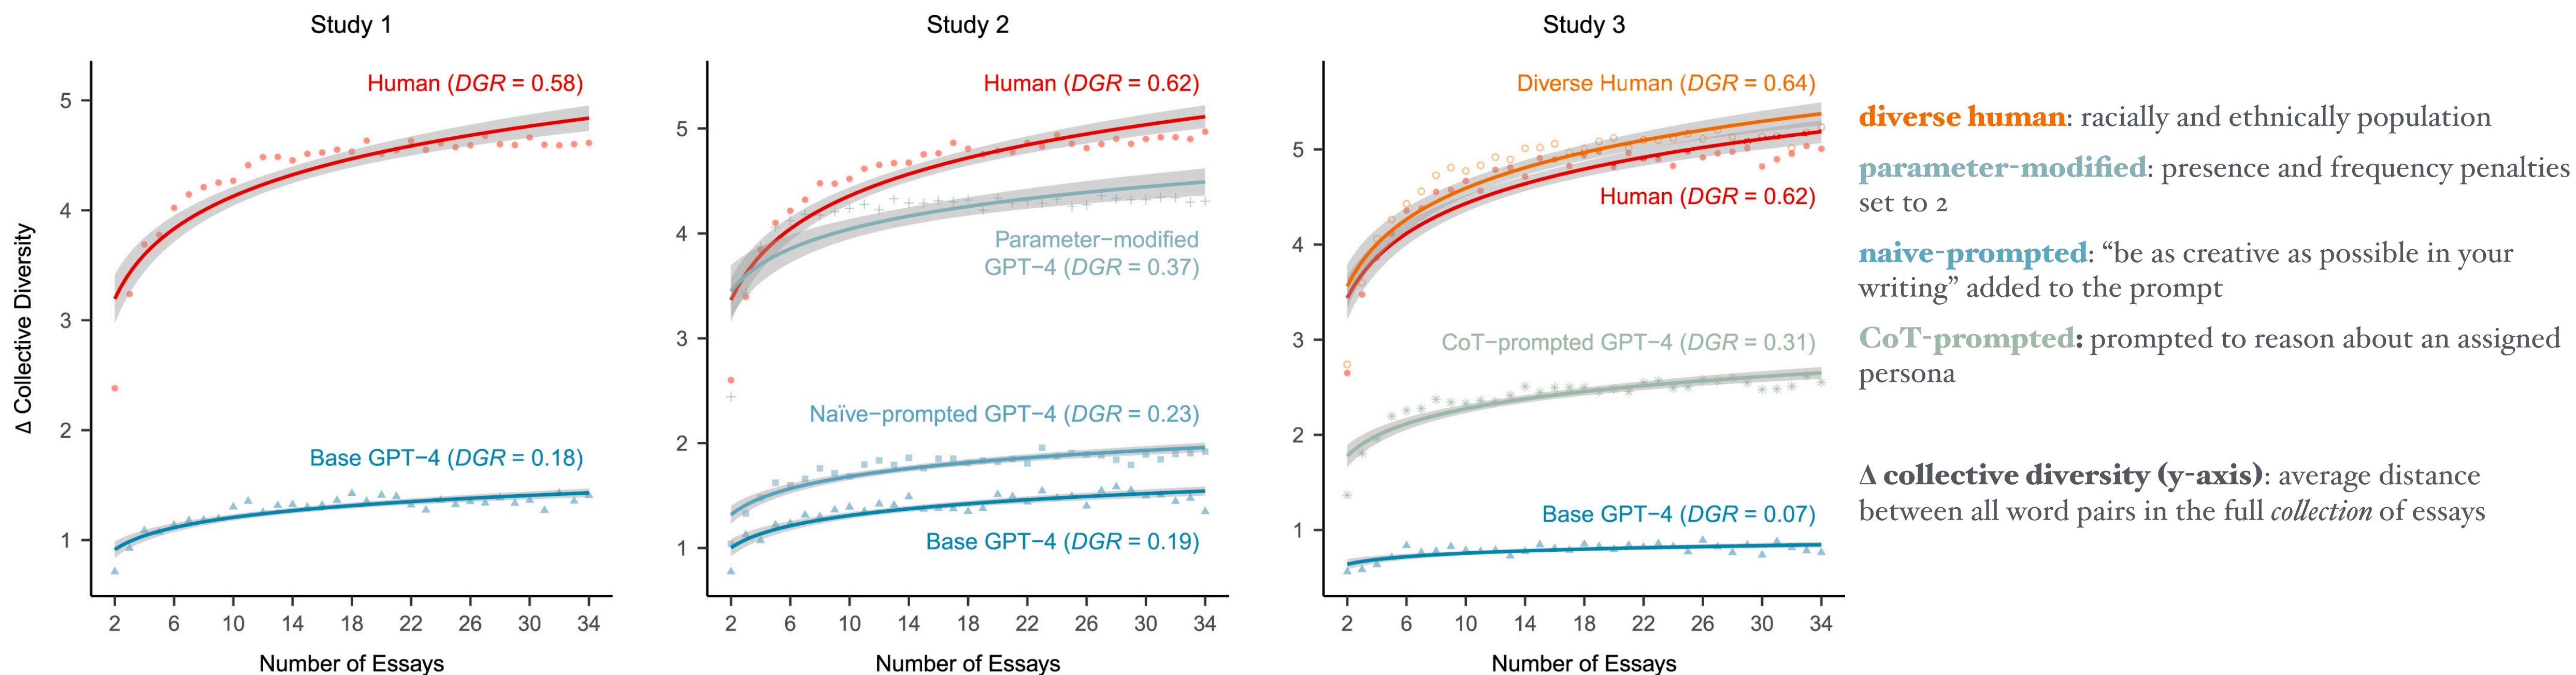 Study 1
Δ Collective Diversity
5
4
3
2
1
Human (DGR = 0.58)
Base GPT−4 (DGR = 0.18)
2 6 10 14 18 22 26 30 34
Number of Essays
Study 2
5
4
3
2
1
Human (DGR = 0.62)
Parameter−modified
GPT−4 (DGR = 0.37)
Naïve−prompted GPT−4 (DGR = 0.23)
Base GPT−4 (DGR = 0.19)
2 6 10 14 18 22 26 30 34
Number of Essays
Study 3
5
4
3
2
1
Diverse Human (DGR = 0.64)
Human (DGR = 0.62)
CoT−prompted GPT−4 (DGR = 0.31)
Base GPT−4 (DGR = 0.07)
2 6 10 14 18 22 26 30 34
Number of Essays
diverse human: racially and ethnically population
parameter-modified: presence and frequency penalties
set to 2
naive-prompted: “be as creative as possible in your
writing” added to the prompt
CoT-prompted: prompted to reason about an assigned
persona
Δ collective diversity (y-axis): average distance
between all word pairs in the full collection of essays